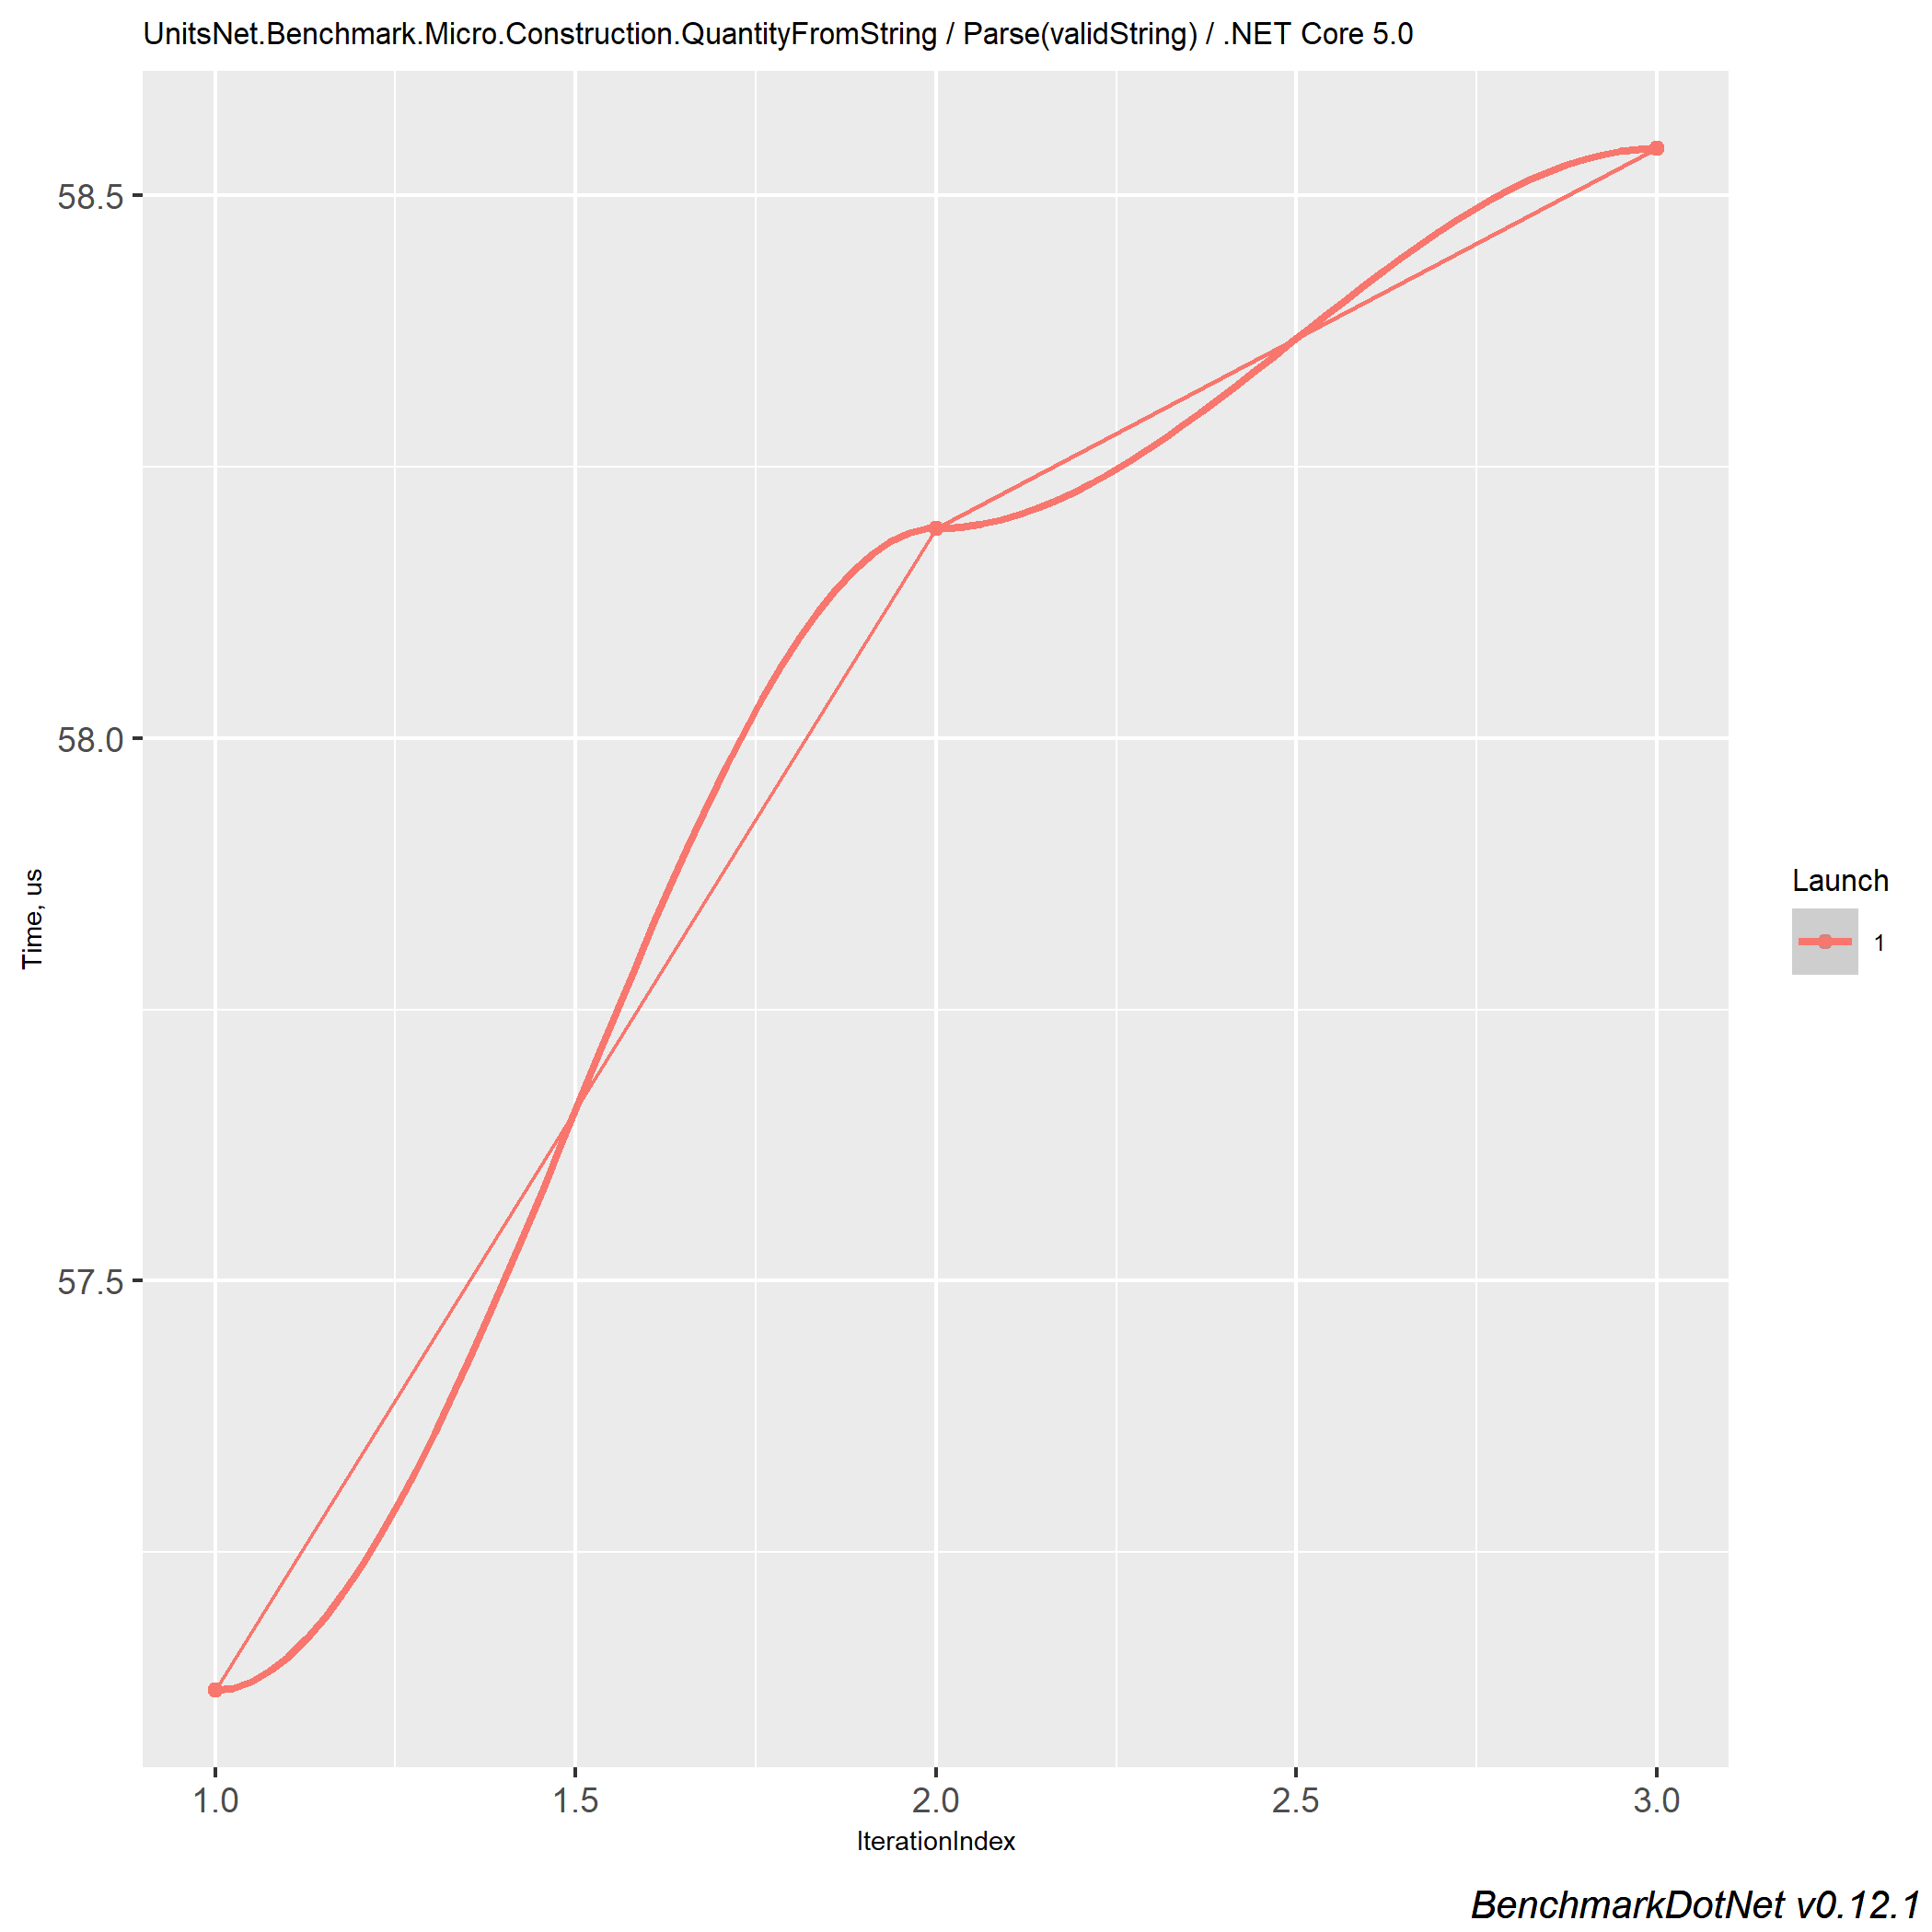 UnitsNet.Benchmark.Micro.Construction.QuantityFromString / Parse(validString) / .NET Core 5.0
58.5
58.0
57.5
Time, us
1.0 1.5 2.0 2.5 3.0
IterationIndex
Launch
1
BenchmarkDotNet v0.12.1